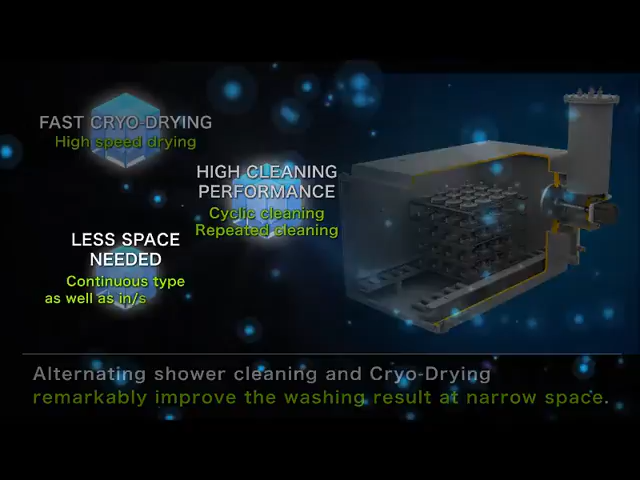 FAST CRYO-DRYING
High speed drying
HIGH CLEANING
PERFORMANCE
Cyclic cleaning
Repeated cleaning
LESS SPACE
NEEDED
Continuous type
as well as in/s
Alternating shower cleaning and Cryo-Drying
remarkably improve the washing result at narrow space.